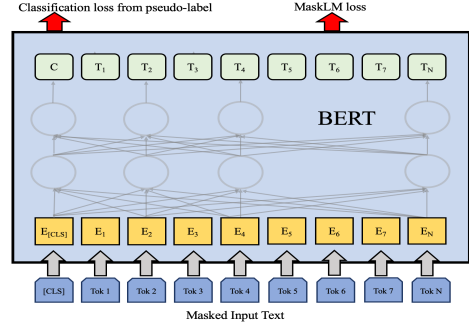 Classification loss from pseudo-label MaskLM loss
C T1 T2 T3 T4 T5 T6 T7 TN
BERT
E[CLS] E1 E2 E3 E4 E5 E6 E7 EN
[CLS] Tok 1 Tok 2 Tok 3 Tok 4 Tok 5 Tok 6 Tok 7 Tok N
Masked Input Text